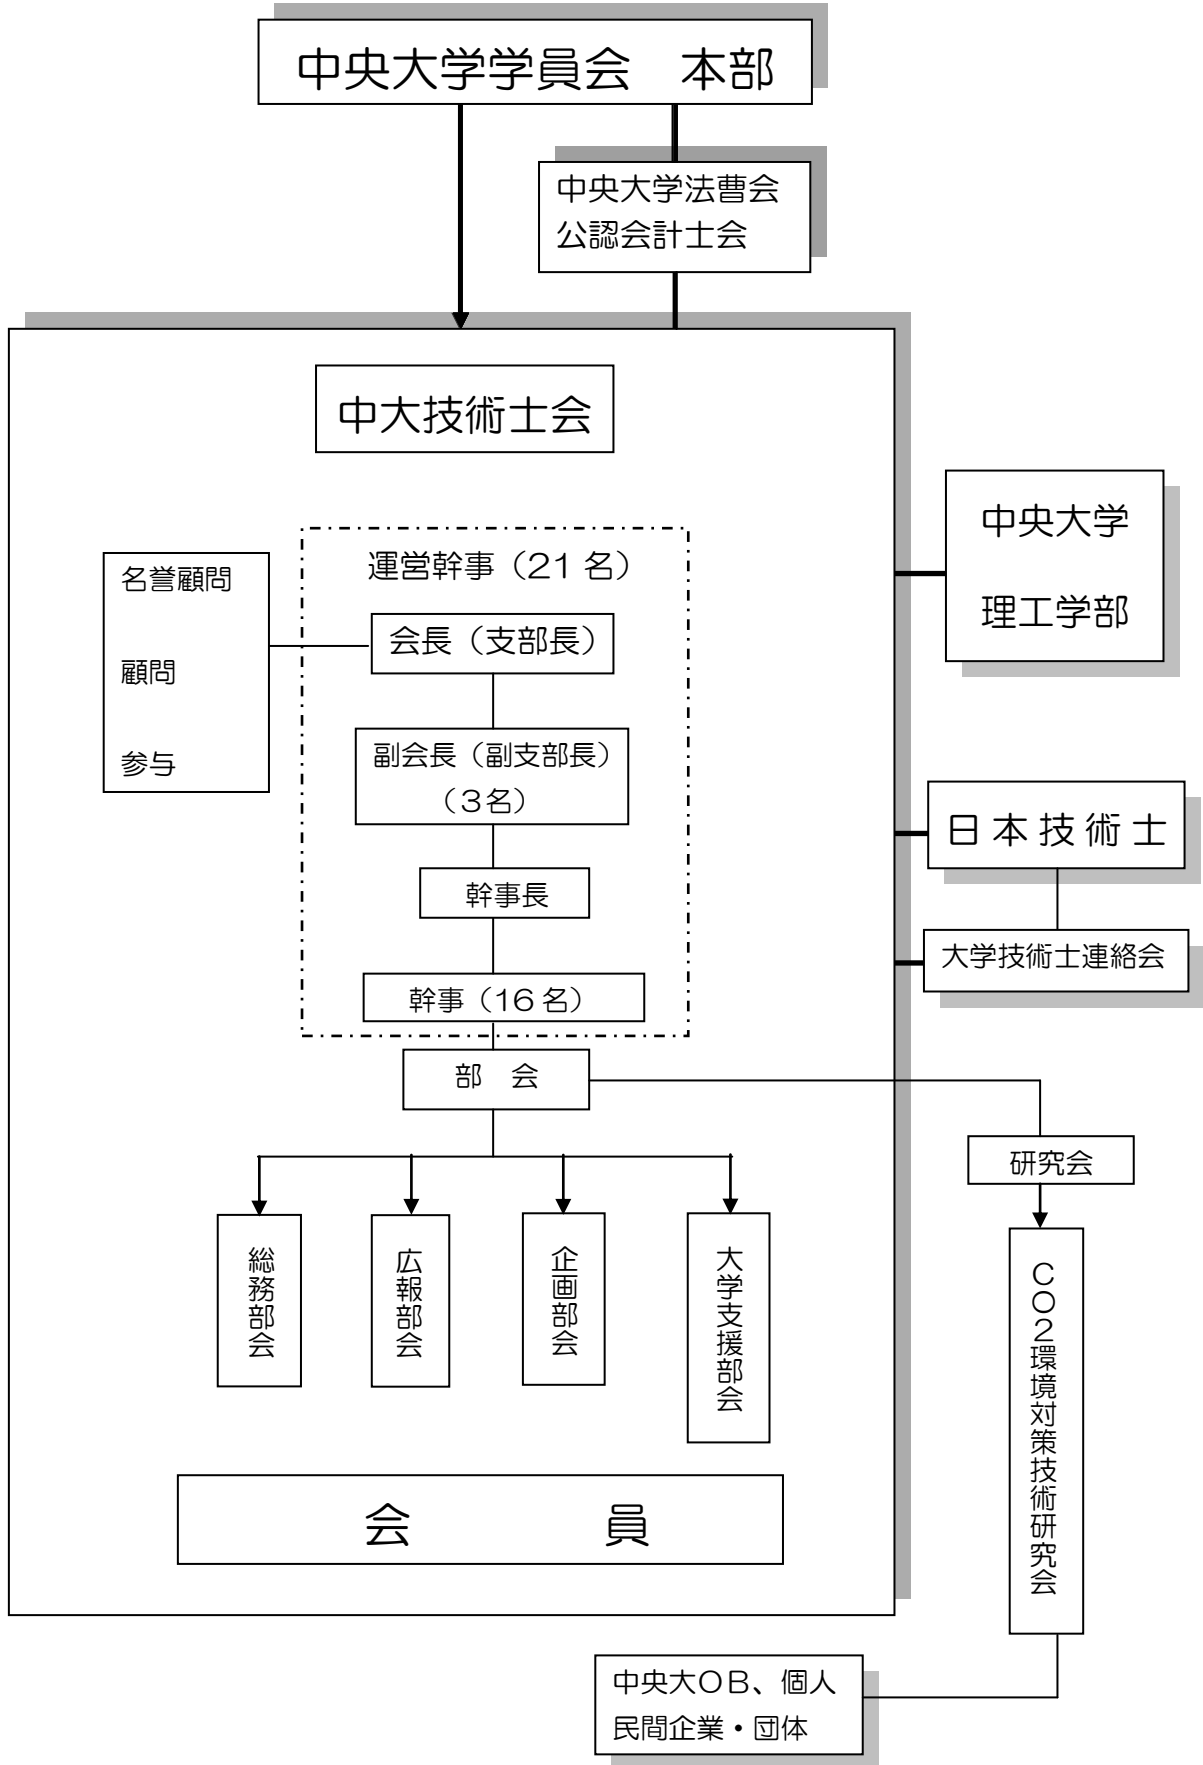 中央大学学員会　本部
中央大学法曹会
公認会計士会
中大技術士会
中央大学
理工学部
運営幹事（21 名）
名誉顧問
顧問
参与
会長（支部長）
副会長（副支部長）
（３名）
幹事長
幹事（16 名）
日 本 技 術 士
大学技術士連絡会
部　会
研究会
総務部会
広報部会
企画部会
大学支援部会
ＣＯ２環境対策技術研究会
会　　　　員
中央大ＯＢ、個人
民間企業・団体